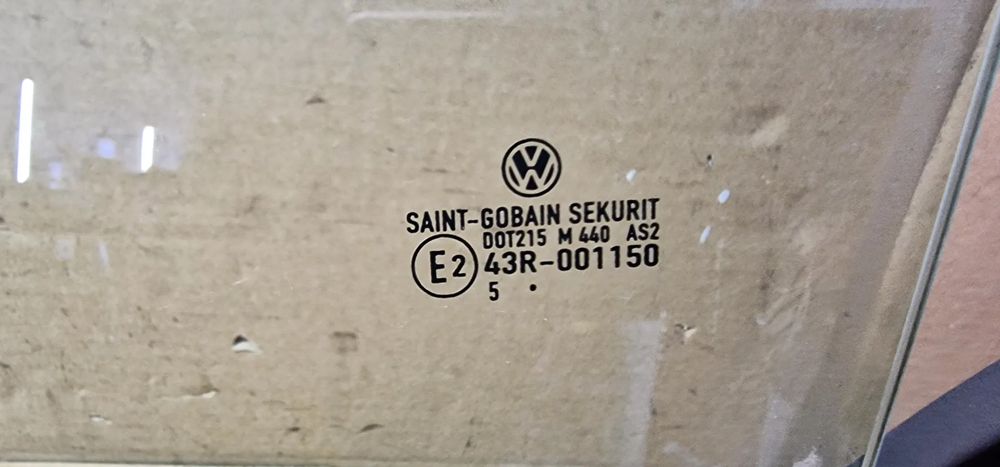 SAINT-GOBAIN SEKURIT
DOT215 M 440 AS2
E2 43R-001150
5 •